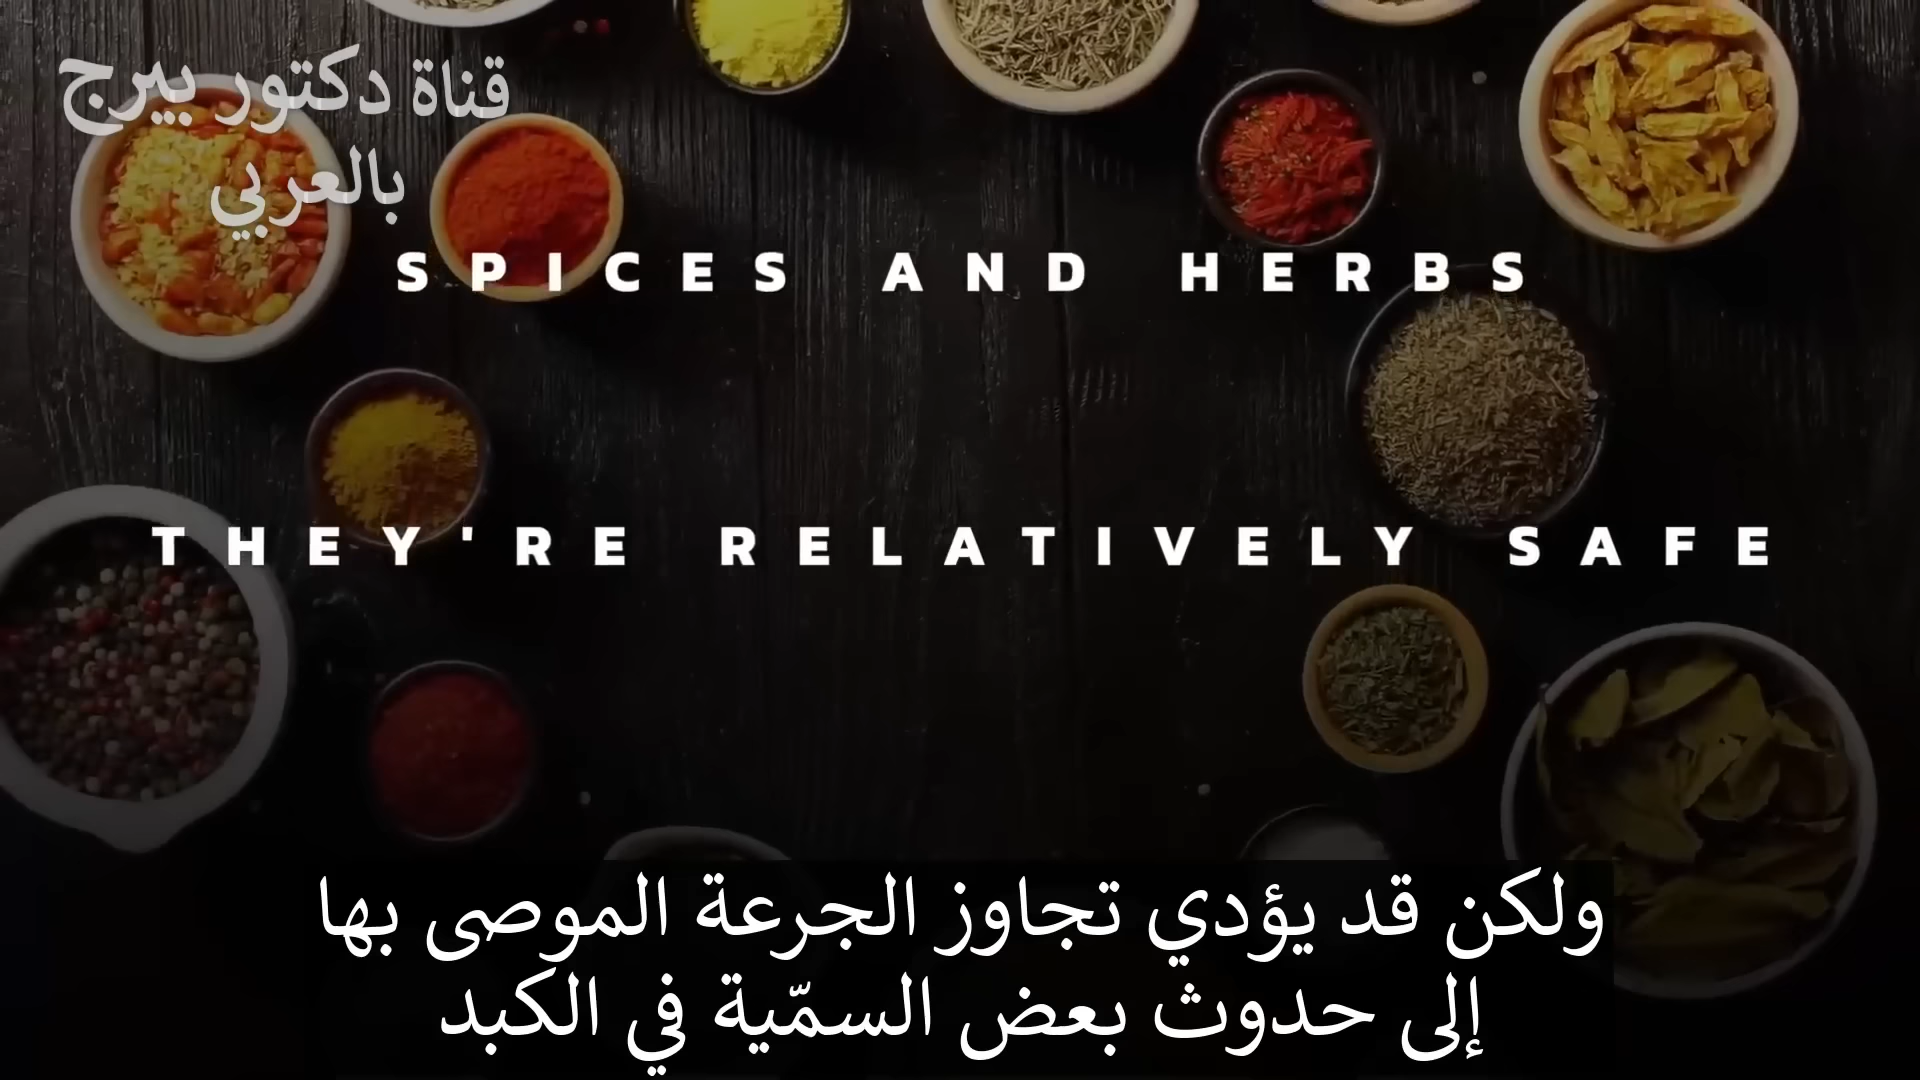 قناة دكتور بيرج
بالعربي
SPICES AND HERBS
THEY'RE RELATIVELY SAFE
ولكن قد يؤدي تجاوز الجرعة الموصى بها
إلى حدوث بعض السمّية في الكبد